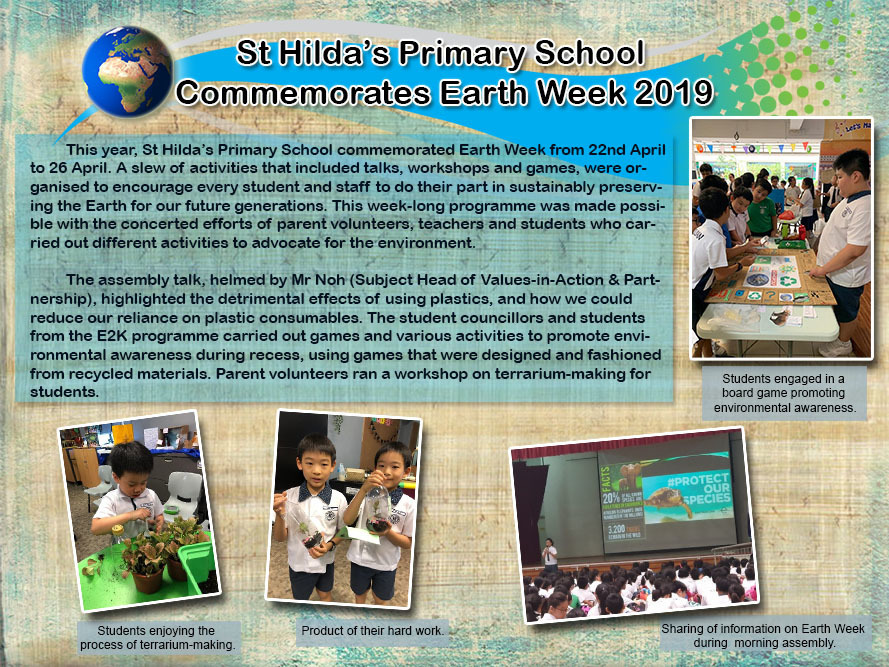 St Hilda's Primary School
Commemorates Earth Week 2019
This year, St Hilda's Primary School commemorated Earth Week from 22nd April
to 26 April. A slew of activities that included talks, workshops and games, were or-
ganised to encourage every student and staff to do their part in sustainably preserv-
ing the Earth for our future generations. This week-long programme was made possi-
ble with the concerted efforts of parent volunteers, teachers and students who car-
ried out different activities to advocate for the environment.
The assembly talk, helmed by Mr Noh (Subject Head of Values-in-Action & Part-
nership), highlighted the detrimental effects of using plastics, and how we could
reduce our reliance on plastic consumables. The student councillors and students
from the E2K programme carried out games and various activities to promote envi-
ronmental awareness during recess, using games that were designed and fashioned
from recycled materials. Parent volunteers ran a workshop on terrarium-making for
students.
Let's Ma
Students engaged in a
board game promoting
environmental awareness.
FACTS
20%
#PROTECT
OUR
SPECIES
3,200
Students enjoying the
process of terrarium-making.
Product of their hard work.
Sharing of information on Earth Week
during morning assembly.